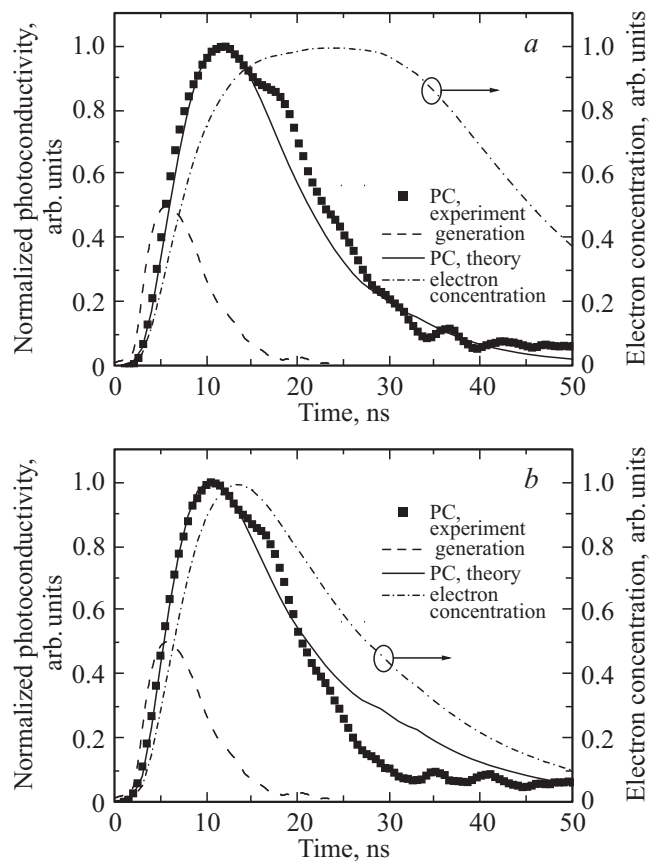 Normalized photoconductivity,
arb. units
1.0
0.8
0.6
0.4
0.2
0
a
PC,
experiment
generation
PC, theory
electron
concentration
1.0
0.8
0.6
0.4
0.2
0
Electron concentration, arb. units
0 10 20 30 40 50
Time, ns
Normalized photoconductivity,
arb. units
1.0
0.8
0.6
0.4
0.2
0
b
PC,
experiment
generation
PC, theory
electron
concentration
1.0
0.8
0.6
0.4
0.2
0
Electron concentration, arb. units
0 10 20 30 40 50
Time, ns